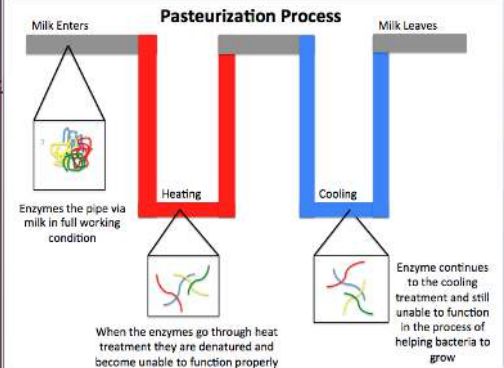 Pasteurization Process
Milk Enters
Milk Leaves
Heating
Cooling
Enzymes the pipe via
milk in full working
condition
When the enzymes go through heat
treatment they are denatured and
become unable to function properly
Enzyme continues
to the cooling
treatment and still
unable to function
in the process of
helping bacteria to
grow